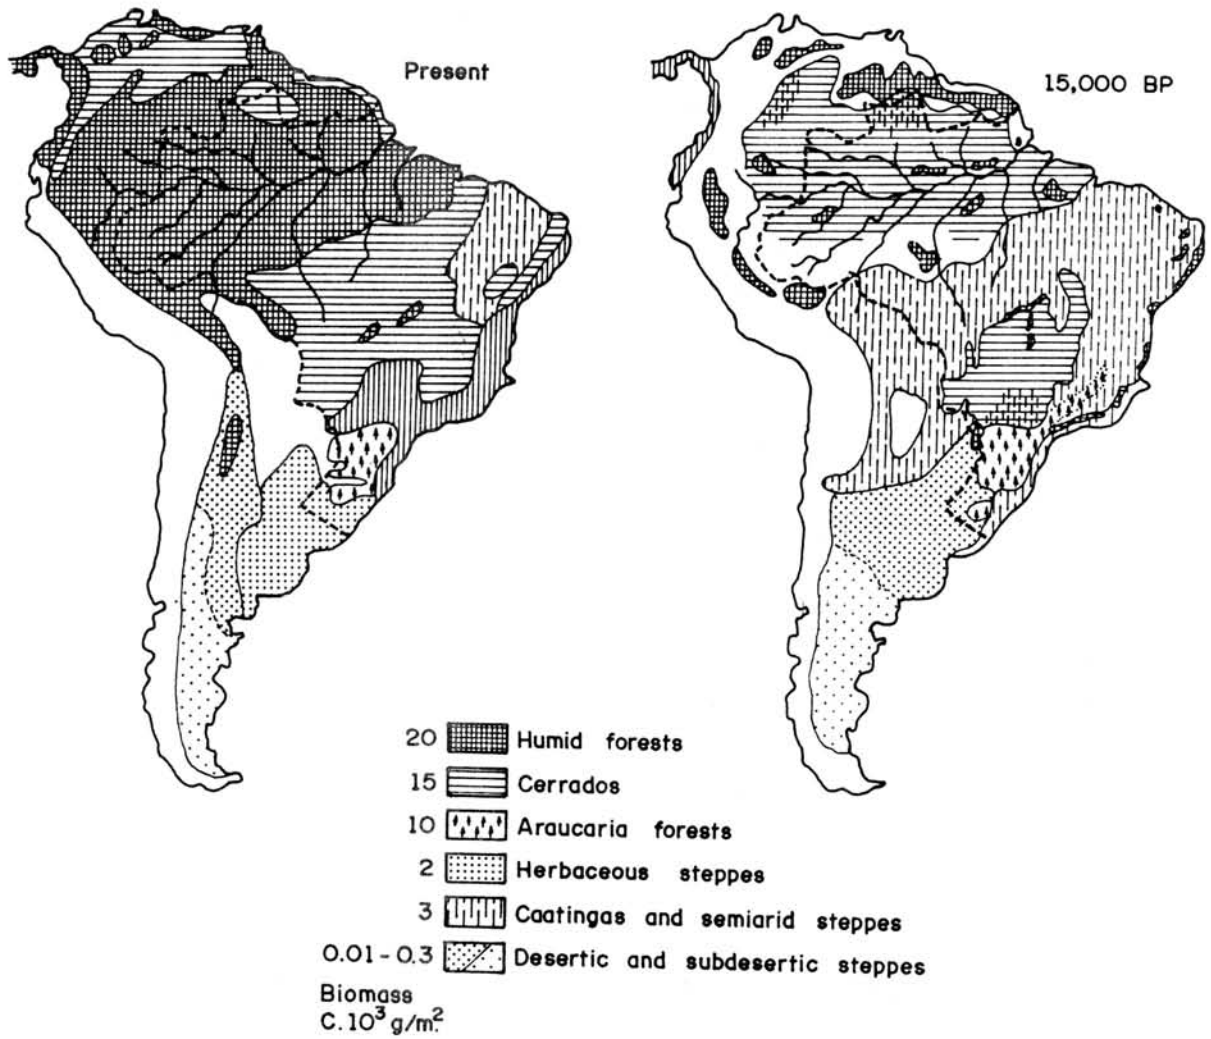 Present
15,000 BP
20 Humid forests
15 Cerrados
10 Araucaria forests
2 Herbaceous steppes
3 Caatingas and semiarid steppes
0.01 - 0.3 Desertic and subdesertic steppes
Biomass
C.10³ g/m².